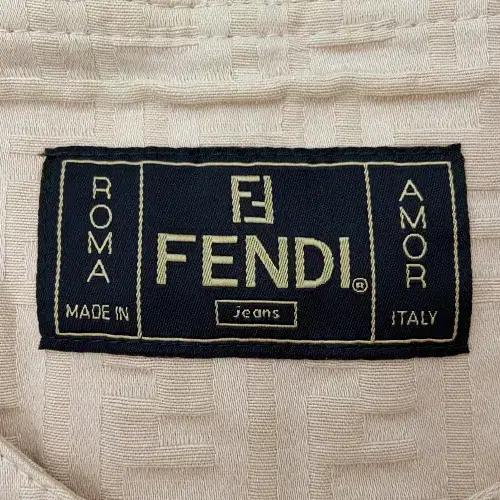 ROMA
MADE IN
FF
FENDI®
jeans
AMOR
ITALY